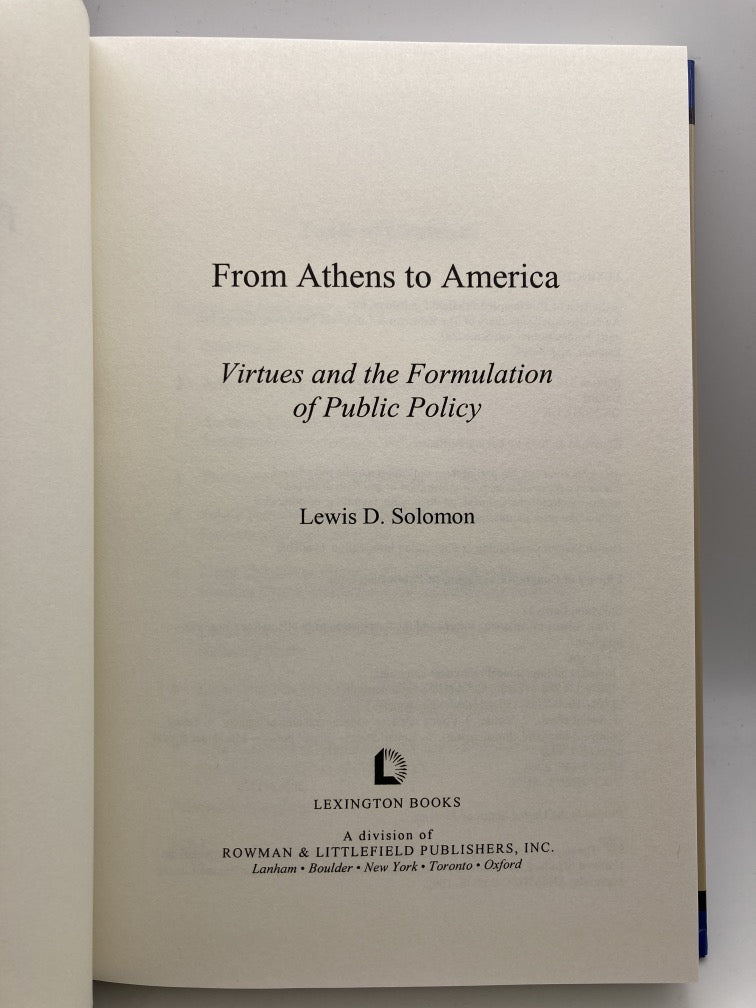 From Athens to America
Virtues and the Formulation
of Public Policy
Lewis D. Solomon
LEXINGTON BOOKS
A division of
ROWMAN & LITTLEFIELD PUBLISHERS, INC.
Lanham • Boulder • New York • Toronto • Oxford